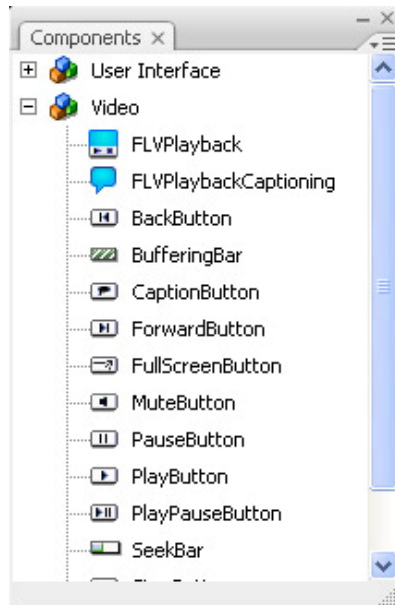 Components
User Interface
Video
FLVPlayback
FLVPlaybackCaptioning
BackButton
BufferingBar
CaptionButton
ForwardButton
FullScreenButton
MuteButton
PauseButton
PlayButton
PlayPauseButton
SeekBar